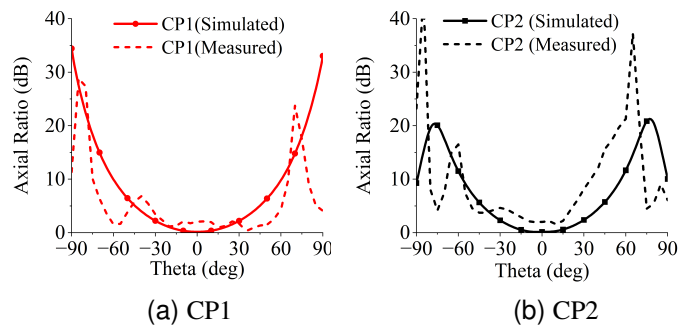 CP1(Simulated)
CP1(Measured)
Axial Ratio (dB)
40
30
20
10
0
−90 −60 −30 0 30 60 90
Theta (deg)
(a) CP1
CP2 (Simulated)
CP2 (Measured)
Axial Ratio (dB)
40
30
20
10
0
−90 −60 −30 0 30 60 90
Theta (deg)
(b) CP2